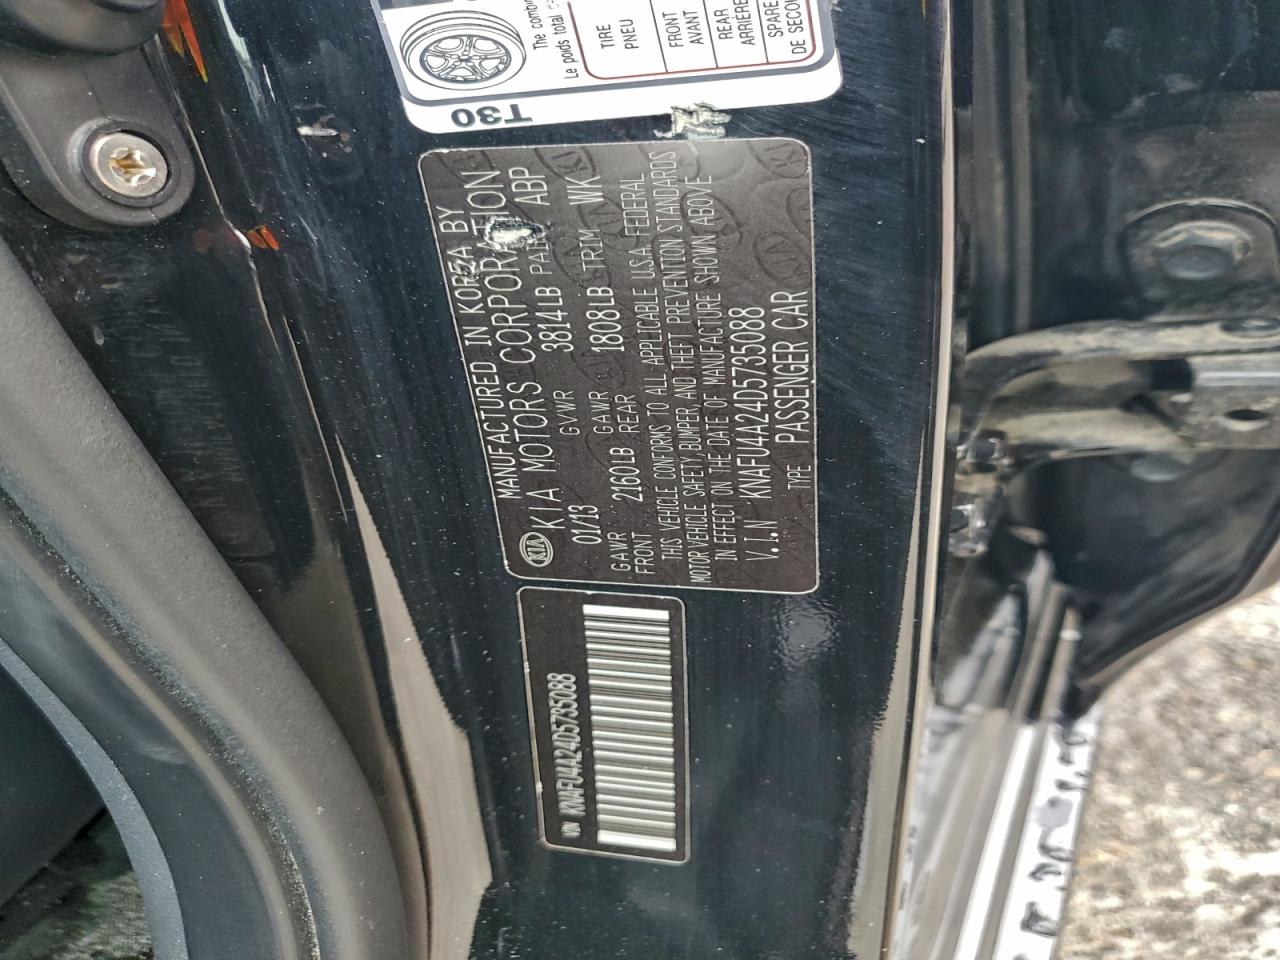 T30
The combin
Le poids total
TIRE
PNEU
FRONT
AVANT
REAR
ARRIÈRE
SPARE
DE SECOU
MANUFACTURED IN KOREA BY
KIA KIA MOTORS CORPORATION
01/13 GVWR 3814LB PAINT ABP
GAWR FRONT 2160LB GAWR REAR 1808LB TRIM WK
THIS VEHICLE CONFORMS TO ALL APPLICABLE U.S.A FEDERAL
MOTOR VEHICLE SAFETY, BUMPER, AND THEFT PREVENTION STANDARDS
IN EFFECT ON THE DATE OF MANUFACTURE SHOWN ABOVE
V.I.N KNAFU4A24D5735088
TYPE PASSENGER CAR
KNAFU4A24D5735088